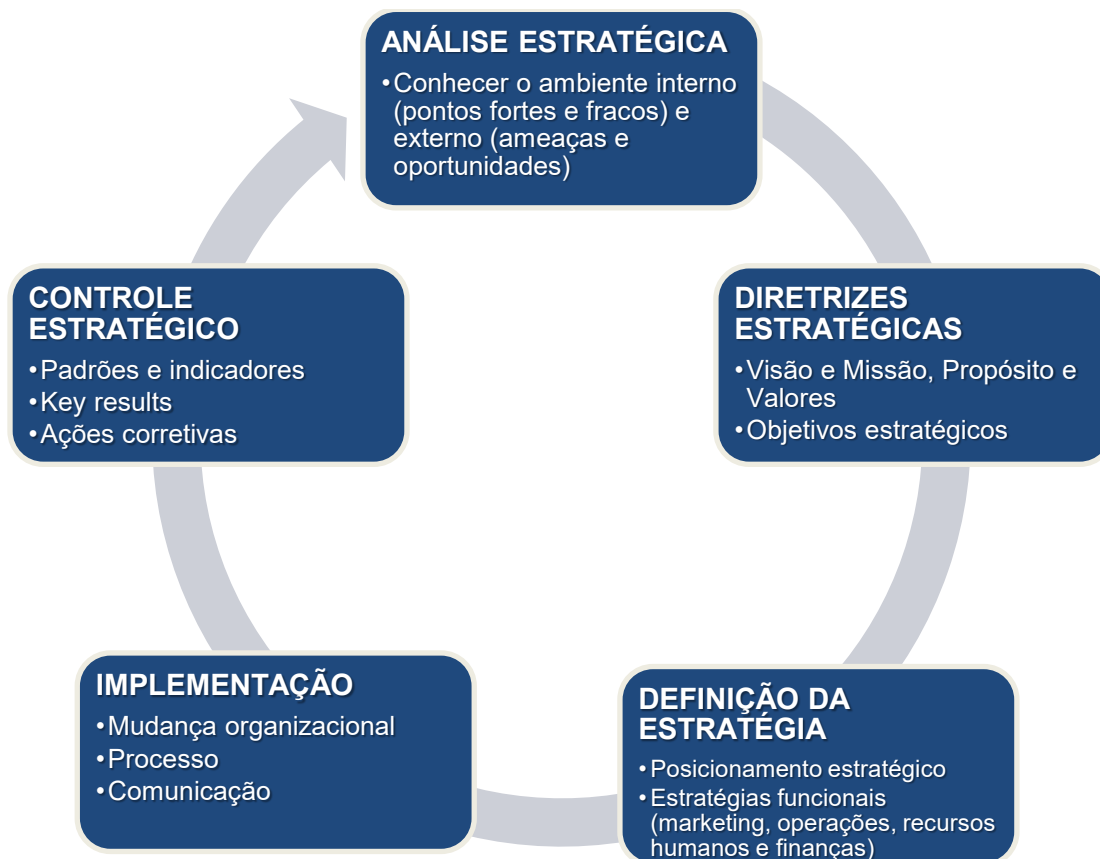 ANÁLISE ESTRATÉGICA
•Conhecer o ambiente interno
(pontos fortes e fracos) e
externo (ameaças e
oportunidades)
DIRETRIZES
ESTRATÉGICAS
•Visão e Missão, Propósito e
Valores
•Objetivos estratégicos
DEFINIÇÃO DA
ESTRATÉGIA
•Posicionamento estratégico
•Estratégias funcionais
(marketing, operações, recursos
humanos e finanças)
IMPLEMENTAÇÃO
•Mudança organizacional
•Processo
•Comunicação
CONTROLE
ESTRATÉGICO
•Padrões e indicadores
•Key results
•Ações corretivas